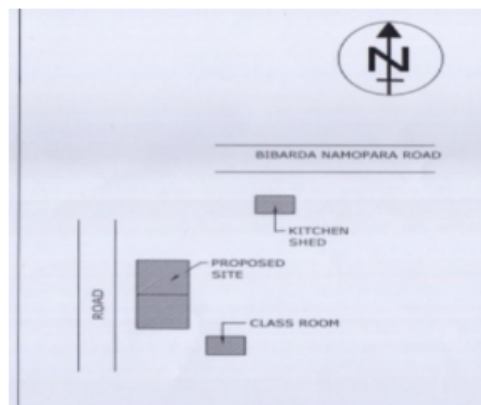 N
BIBARDA NAMOPARA ROAD
KITCHEN
SHED
PROPOSED
SITE
ROAD
CLASS ROOM